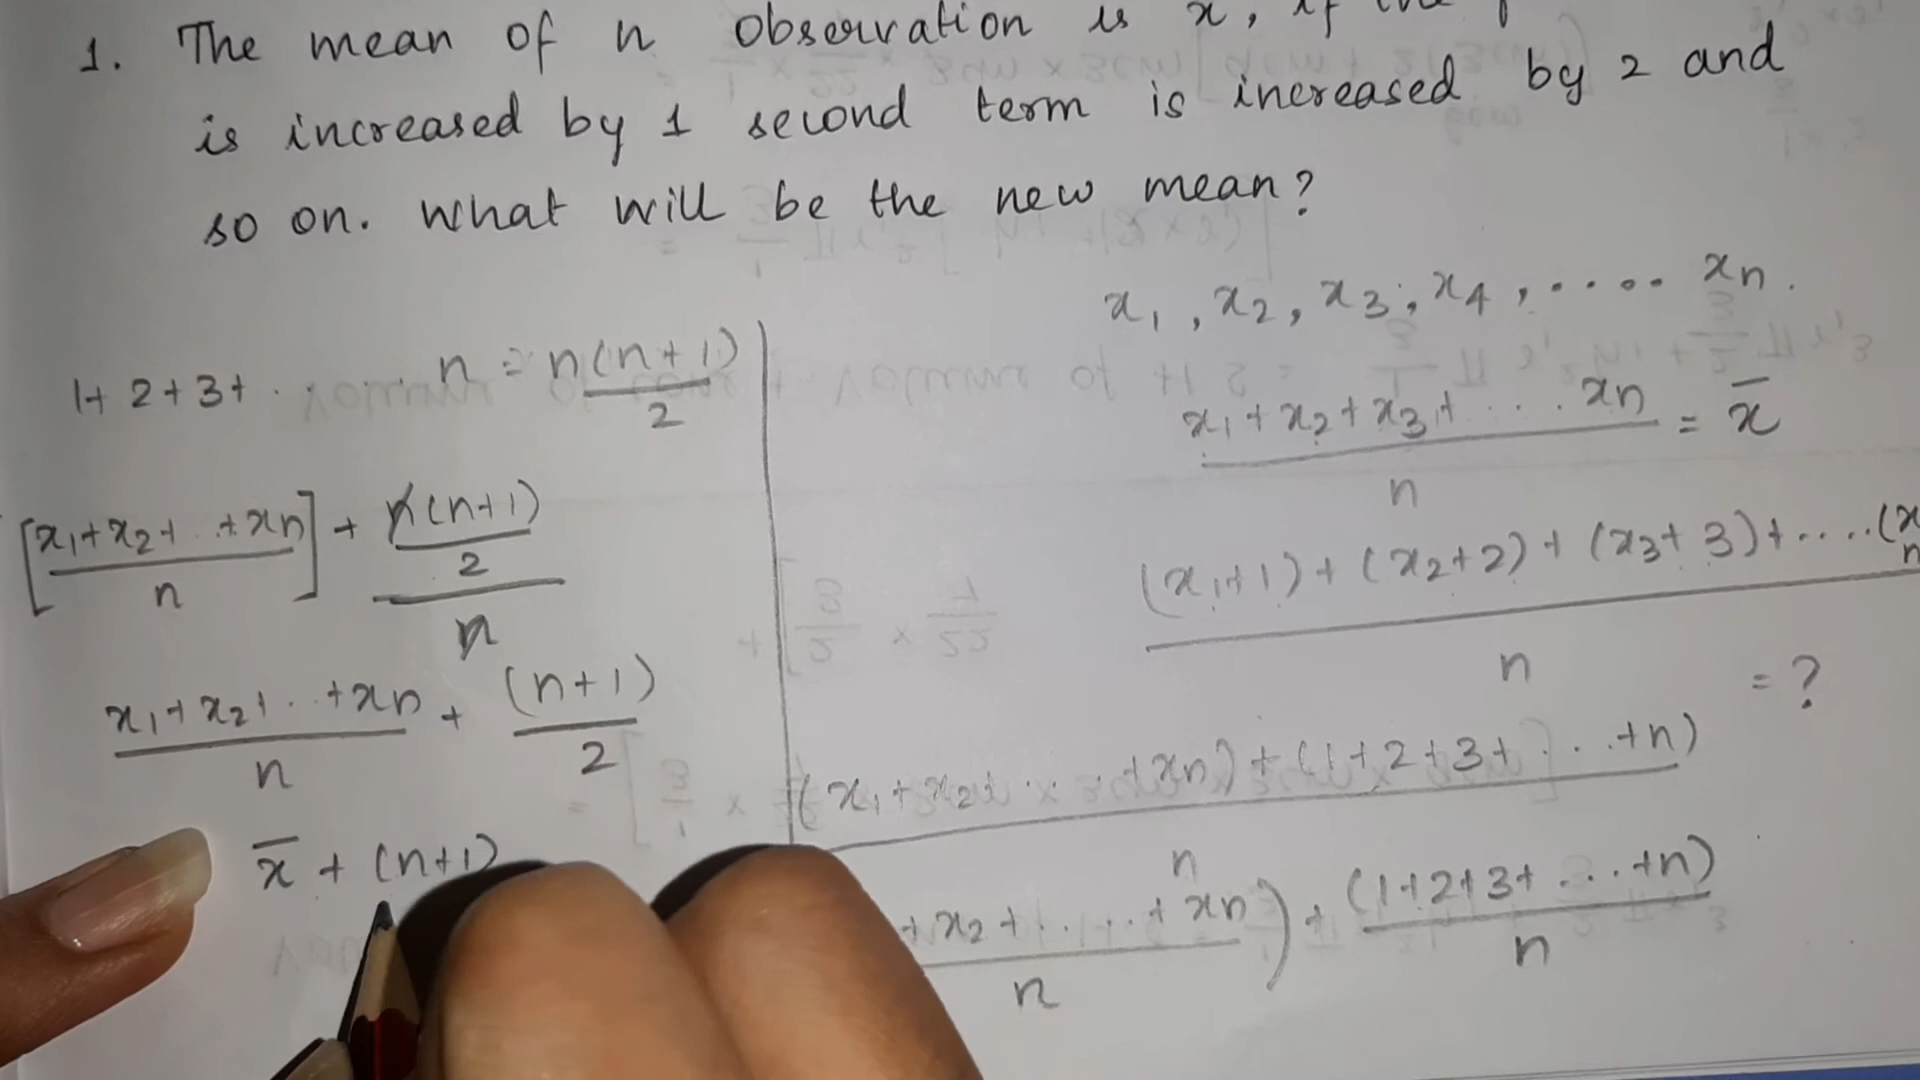 1. The mean of n observation is x, if the
is increased by 1 second term is increased by 2 and
so on. What will be the new mean?
x₁, x₂, x₃, x₄, ..... xn.
1+2+3+ ... n = n(n+1)/2
(x₁+x₂+x₃+ ... xn)/n = x̄
[(x₁+x₂+ ..+xn)/n] + (n(n+1)/2)/n
((x₁+1)+(x₂+2)+(x₃+3)+....(x n)/n = ?
(x₁+x₂+..+xn)/n + (n+1)/2
((x₁+x₂+ ... +xn)+(1+2+3+ ...+n))/n
x̄ + (n+1)
+x₂+....+xn)/n + (1+2+3+...+n)/n